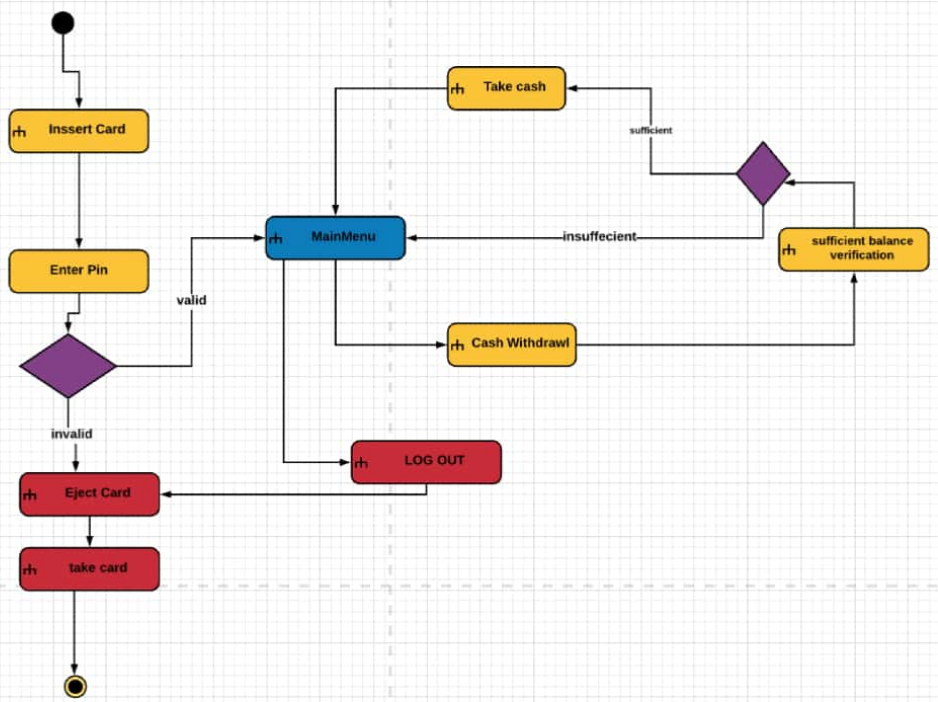 Inssert Card
Enter Pin
valid
invalid
Eject Card
take card
MainMenu
Take cash
sufficient
insuffecient
sufficient balance
verification
Cash Withdrawl
LOG OUT